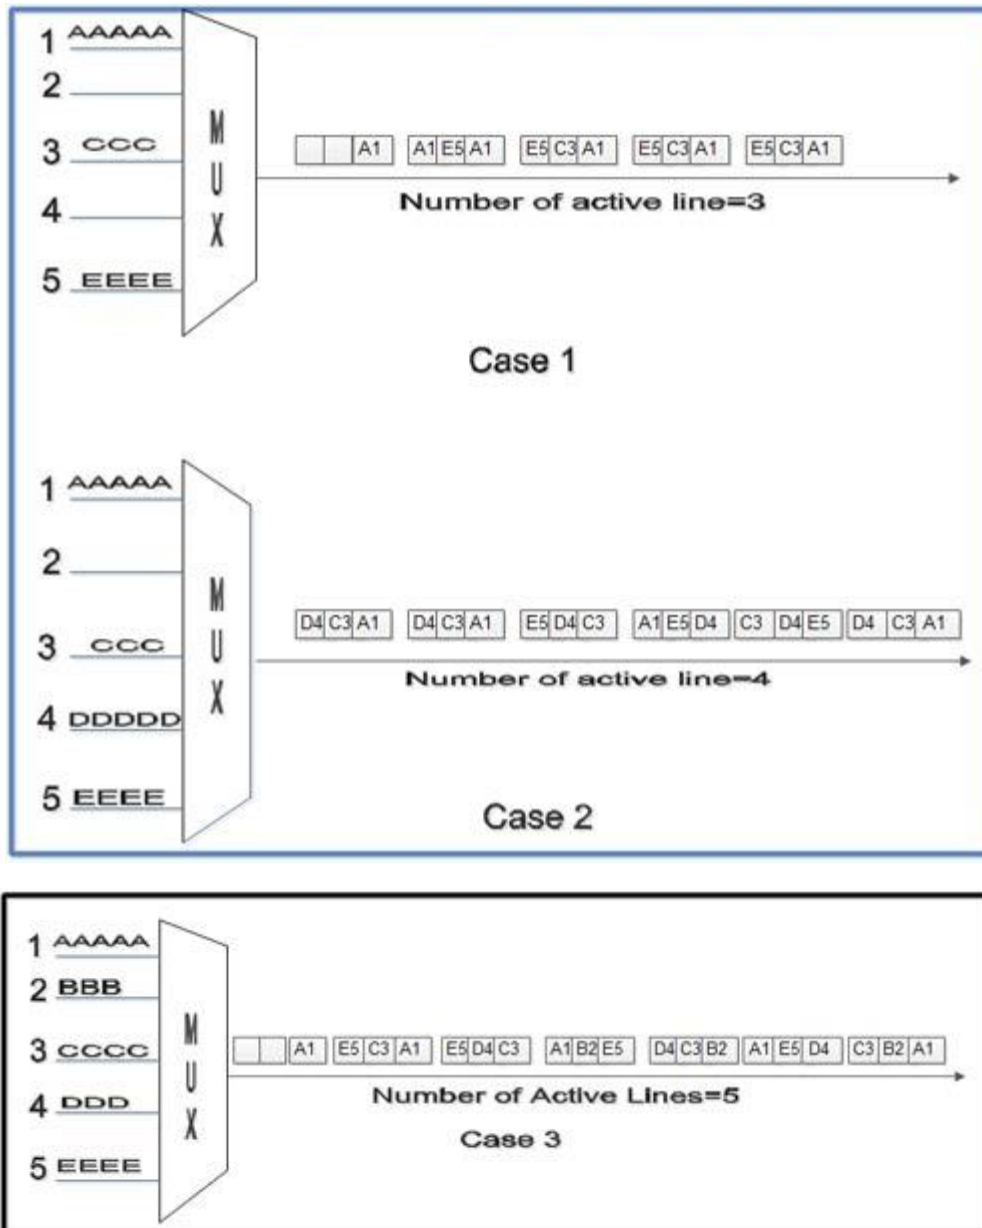 1 AAAAA
2
3 CCC
4
5 EEEE
MUX
A1 A1 E5 A1 E5 C3 A1 E5 C3 A1 E5 C3 A1
Number of active line=3
Case 1
1 AAAAA
2
3 CCC
4 DDDDD
5 EEEE
MUX
D4 C3 A1 D4 C3 A1 E5 D4 C3 A1 E5 D4 C3 D4 E5 D4 C3 A1
Number of active line=4
Case 2
1 AAAAA
2 BBB
3 CCCC
4 DDD
5 EEEE
MUX
A1 E5 C3 A1 E5 D4 C3 A1 B2 E5 D4 C3 B2 A1 E5 D4 C3 B2 A1
Number of Active Lines=5
Case 3